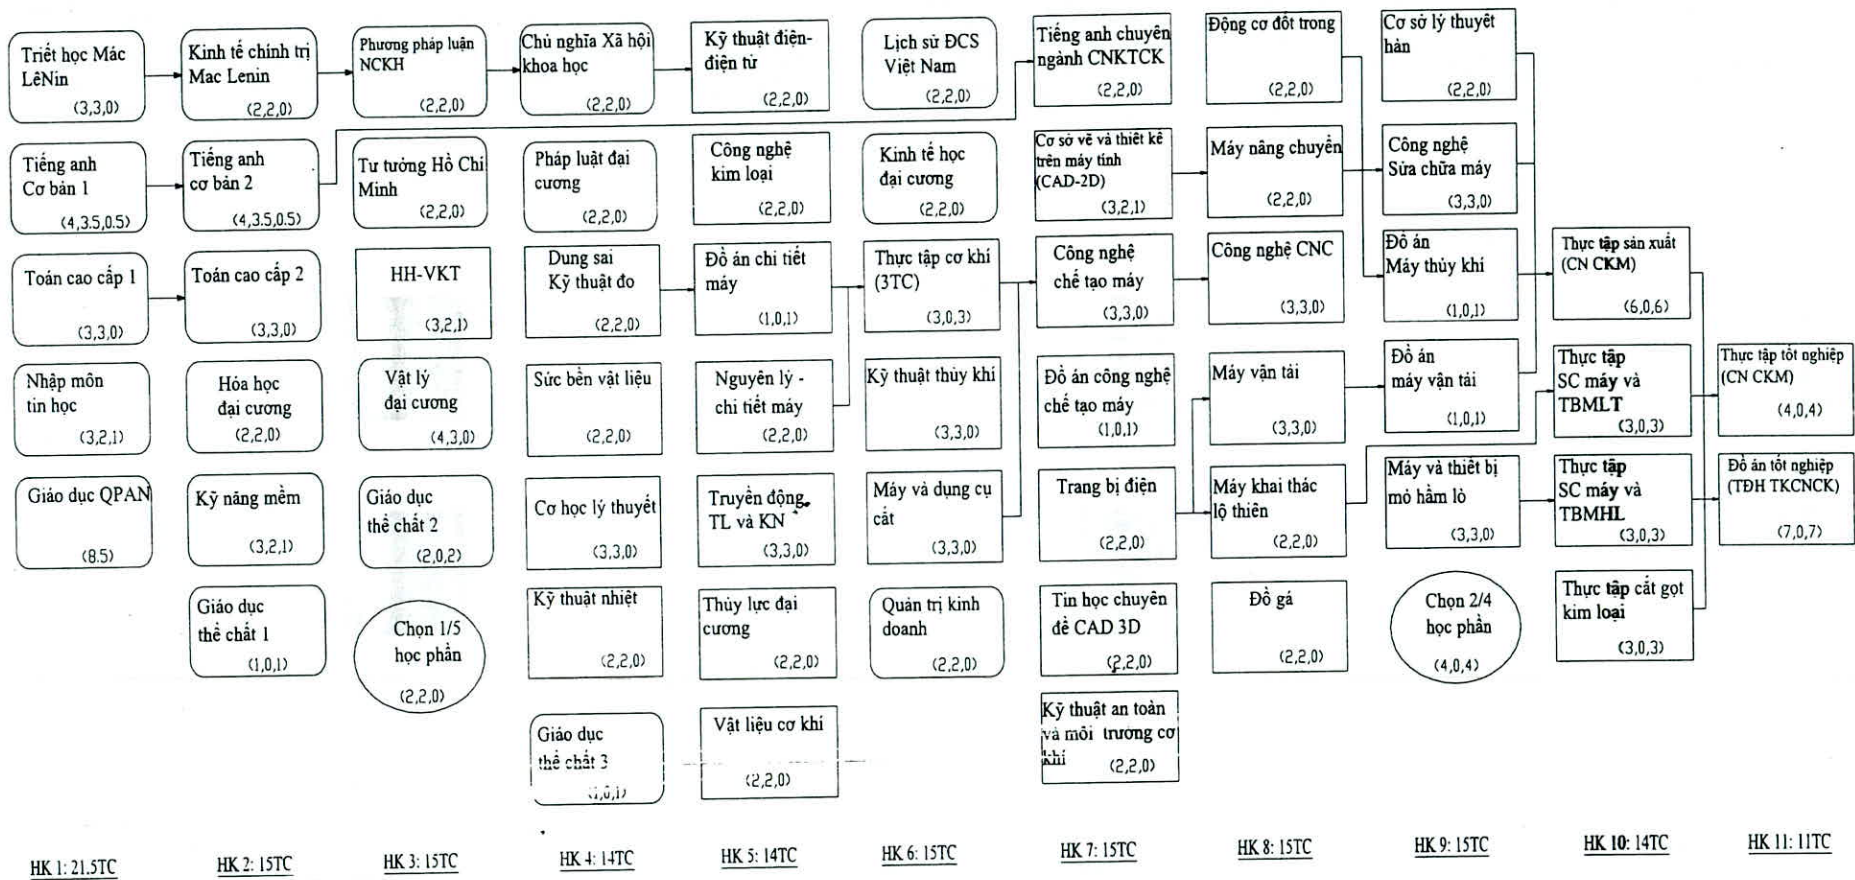 Triết học Mác
LêNin
(3,3,0)
Tiếng anh
Cơ bản 1
(4,3.5,0.5)
Toán cao cấp 1
(3,3,0)
Nhập môn
tin học
(3,2,1)
Giáo dục QPAN
(8.5)
HK 1: 21.5TC
Kinh tế chính trị
Mac Lenin
(2,2,0)
Tiếng anh
cơ bản 2
(4,3.5,0.5)
Toán cao cấp 2
(3,3,0)
Hóa học
đại cương
(2,2,0)
Kỹ năng mềm
(3,2,1)
Giáo dục
thể chất 1
(1,0,1)
HK 2: 15TC
Phương pháp luận
NCKH
(2,2,0)
Tư tưởng Hồ Chí
Minh
(2,2,0)
HH-VKT
(3,2,1)
Vật lý
đại cương
(4,3,0)
Giáo dục
thể chất 2
(2,0,2)
Chọn 1/5
học phần
(2,2,0)
HK 3: 15TC
Chủ nghĩa Xã hội
khoa học
(2,2,0)
Pháp luật đại
cương
(2,2,0)
Dung sai
Kỹ thuật đo
(2,2,0)
Sức bền vật liệu
(2,2,0)
Cơ học lý thuyết
(3,3,0)
Kỹ thuật nhiệt
(2,2,0)
Giáo dục
thể chất 3
(1,0,1)
HK 4: 14TC
Kỹ thuật điện-
điện tử
(2,2,0)
Công nghệ
kim loại
(2,2,0)
Đồ án chi tiết
máy
(1,0,1)
Nguyên lý -
chi tiết máy
(2,2,0)
Truyền động
TL và KN
(3,3,0)
Thủy lực đại
cương
(2,2,0)
Vật liệu cơ khí
(2,2,0)
HK 5: 14TC
Lịch sử ĐCS
Việt Nam
(2,2,0)
Kinh tế học
đại cương
(2,2,0)
Thực tập cơ khí
(3TC)
(3,0,3)
Kỹ thuật thủy khí
(3,3,0)
Máy và dụng cụ
cắt
(3,3,0)
Quản trị kinh
doanh
(2,2,0)
HK 6: 15TC
Tiếng anh chuyên
ngành CNKTCK
(2,2,0)
Cơ sở vẽ và thiết kế
trên máy tính
(CAD-2D)
(3,2,1)
Công nghệ
chế tạo máy
(3,3,0)
Đồ án công nghệ
chế tạo máy
(1,0,1)
Trang bị điện
(2,2,0)
Tin học chuyên
đề CAD 3D
(2,2,0)
Kỹ thuật an toàn
và môi trường cơ
khí
(2,2,0)
HK 7: 15TC
Động cơ đốt trong
(2,2,0)
Máy nâng chuyển
(2,2,0)
Công nghệ CNC
(3,3,0)
Máy vận tải
(3,3,0)
Máy khai thác
lộ thiên
(2,2,0)
Đồ gá
(2,2,0)
HK 8: 15TC
Cơ sở lý thuyết
hàn
(2,2,0)
Công nghệ
Sửa chữa máy
(3,3,0)
Đồ án
Máy thủy khí
(1,0,1)
Đồ án
máy vận tải
(1,0,1)
Máy và thiết bị
mỏ hầm lò
(3,3,0)
Chọn 2/4
học phần
(4,0,4)
HK 9: 15TC
Thực tập sản xuất
(CN CKM)
(6,0,6)
Thực tập
SC máy và
TBMLT
(3,0,3)
Thực tập
SC máy và
TBMHL
(3,0,3)
Thực tập cắt gọt
kim loại
(3,0,3)
HK 10: 14TC
Thực tập tốt nghiệp
(CN CKM)
(4,0,4)
Đồ án tốt nghiệp
(TĐH TKCNCK)
(7,0,7)
HK 11: 11TC